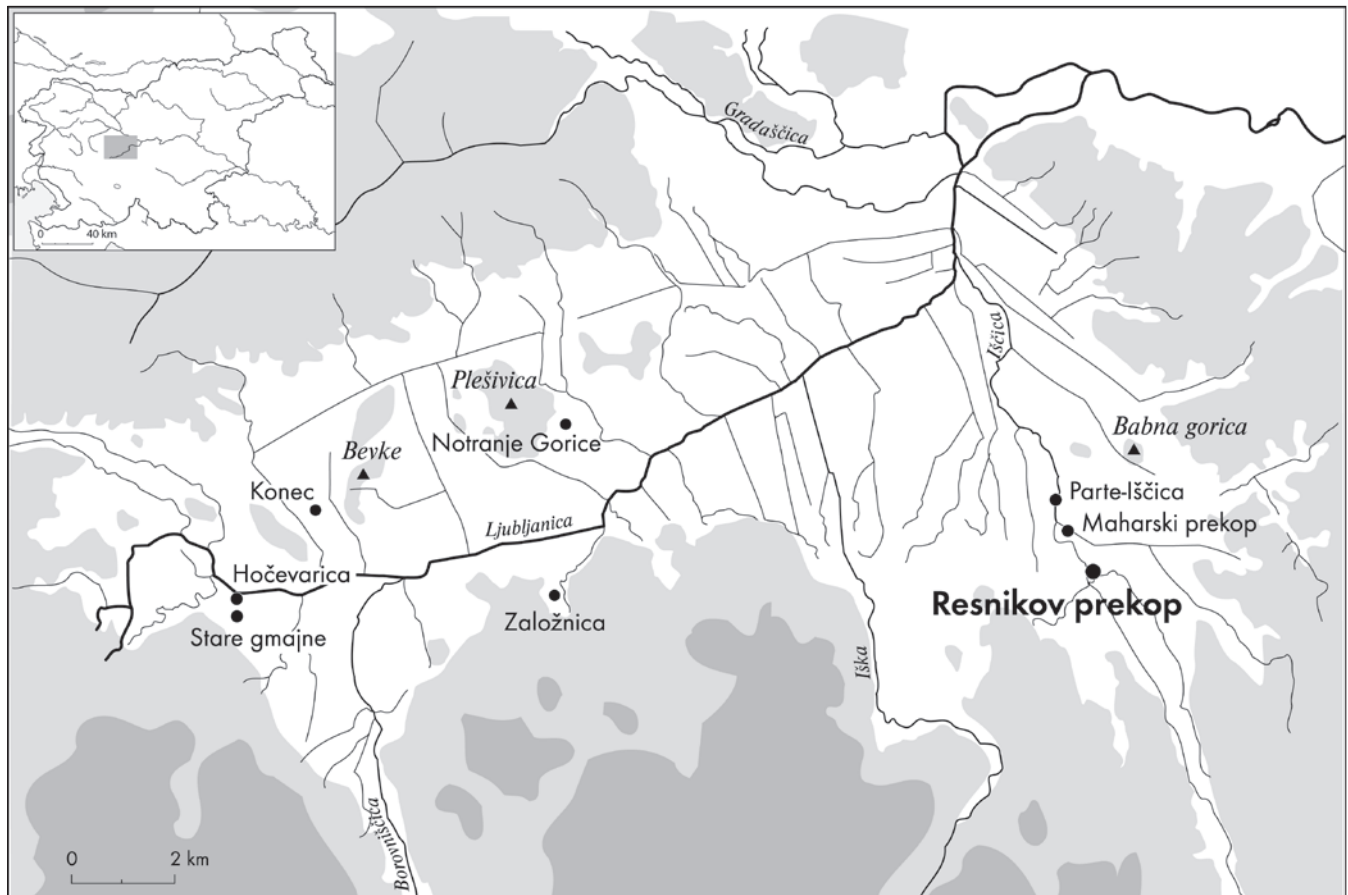 0 40 km
Gradaščica
Iščica
Plešivica
Babna gorica
Notranje Gorice
Bevke
Konec
Parte-Iščica
Maharski prekop
Ljubljanica
Hočevarica
Resnikov prekop
Založnica
Stare gmajne
Iška
Borovniščica
0 2 km